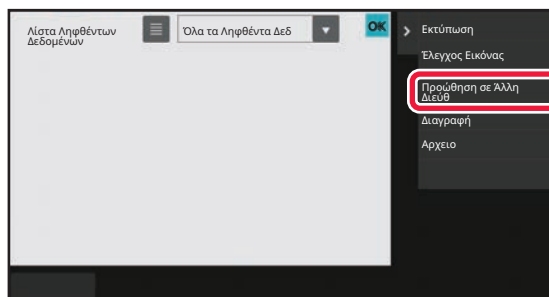 Λίστα Ληφθέντων
Δεδομένων
Όλα τα Ληφθέντα Δεδ
OK
Εκτύπωση
Έλεγχος Εικόνας
Προώθηση σε Άλλη
Διεύθ
Διαγραφή
Αρχειο